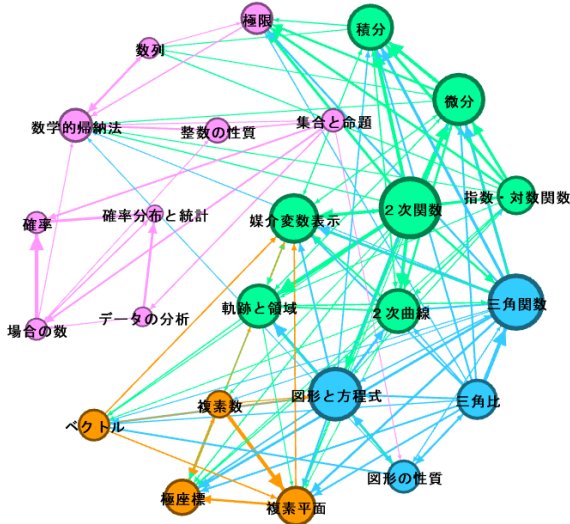 極限
積分
数列
微分
数学的帰納法
整数の性質
集合と命題
指数・対数関数
2次関数
確率
確率分布と統計
媒介変数表示
三角関数
軌跡と領域
2次曲線
場合の数
データの分析
図形と方程式
三角比
複素数
ベクトル
図形の性質
極座標
複素平面